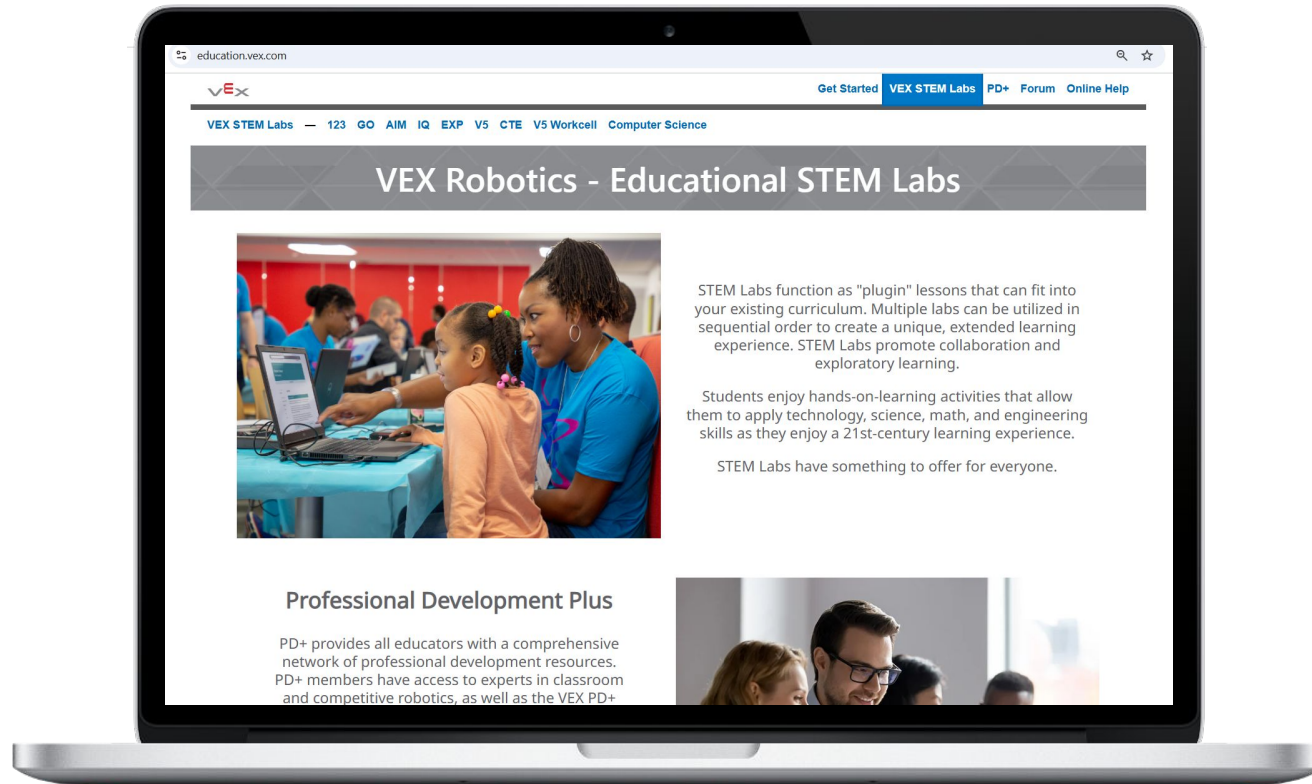 education.vex.com
vEx
Get Started VEX STEM Labs PD+ Forum Online Help
VEX STEM Labs — 123 GO AIM IQ EXP V5 CTE V5 Workcell Computer Science
VEX Robotics - Educational STEM Labs
STEM Labs function as "plugin" lessons that can fit into
your existing curriculum. Multiple labs can be utilized in
sequential order to create a unique, extended learning
experience. STEM Labs promote collaboration and
exploratory learning.
Students enjoy hands-on-learning activities that allow
them to apply technology, science, math, and engineering
skills as they enjoy a 21st-century learning experience.
STEM Labs have something to offer for everyone.
Professional Development Plus
PD+ provides all educators with a comprehensive
network of professional development resources.
PD+ members have access to experts in classroom
and competitive robotics, as well as the VEX PD+